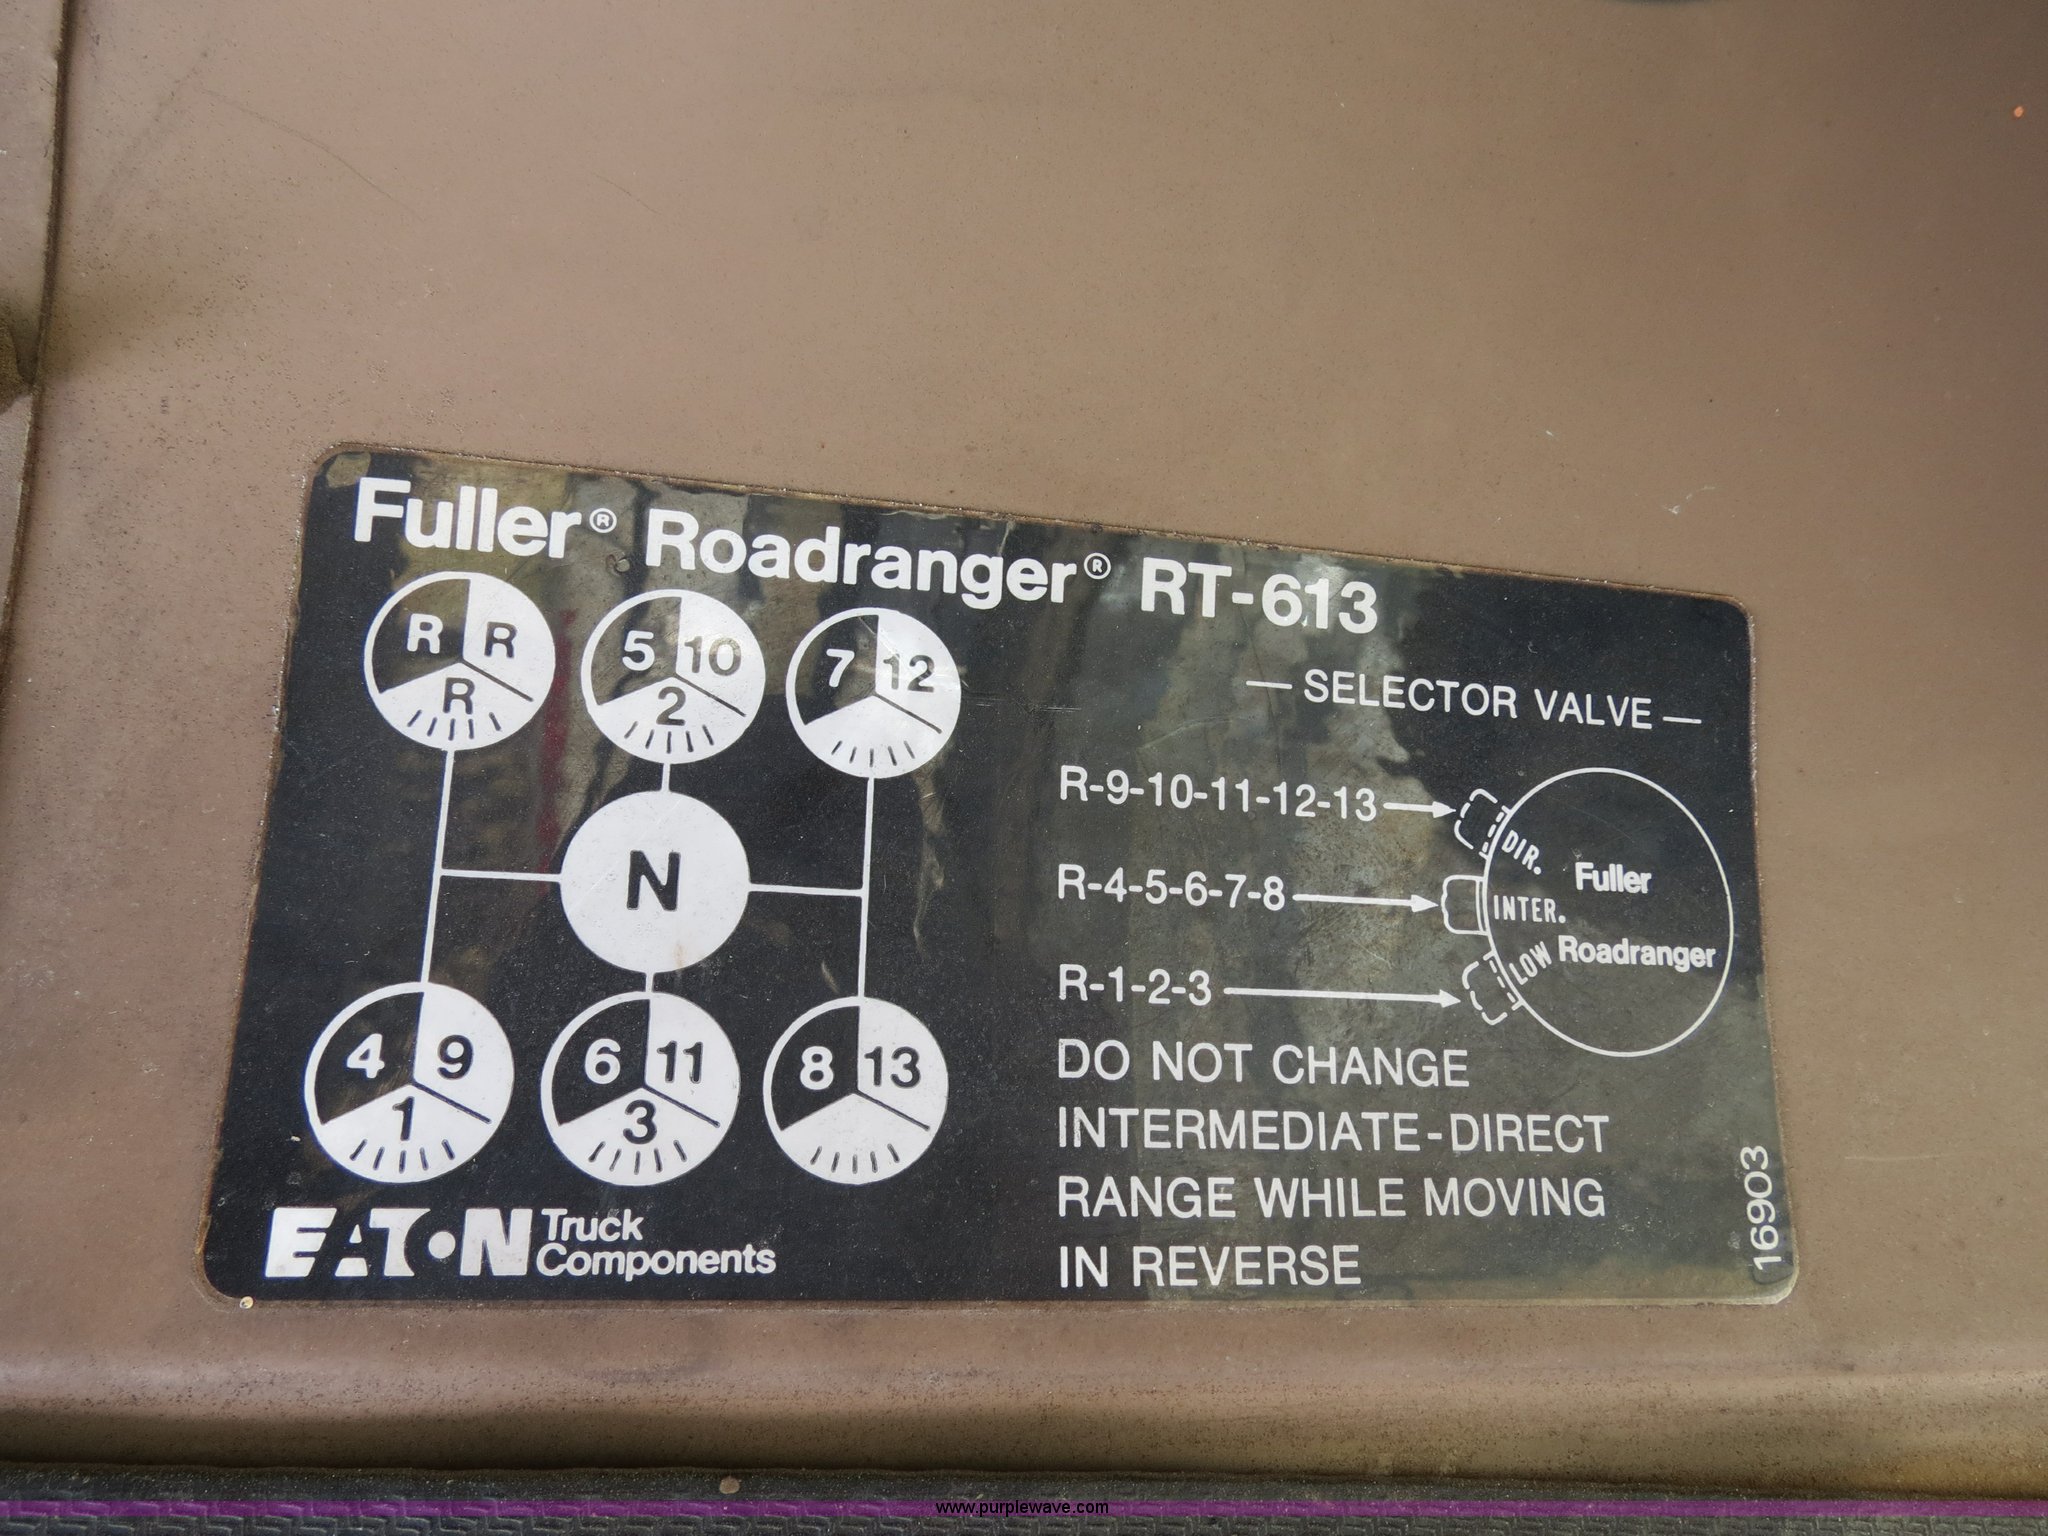 Fuller® Roadranger® RT-613
R R
R
5 10
2
7 12
N
4 9
1
6 11
3
8 13
EATON Truck
Components
— SELECTOR VALVE —
R-9-10-11-12-13
R-4-5-6-7-8
R-1-2-3
DIR.
INTER.
LOW
Fuller
Roadranger
DO NOT CHANGE
INTERMEDIATE-DIRECT
RANGE WHILE MOVING
IN REVERSE
16903
www.purplewave.com